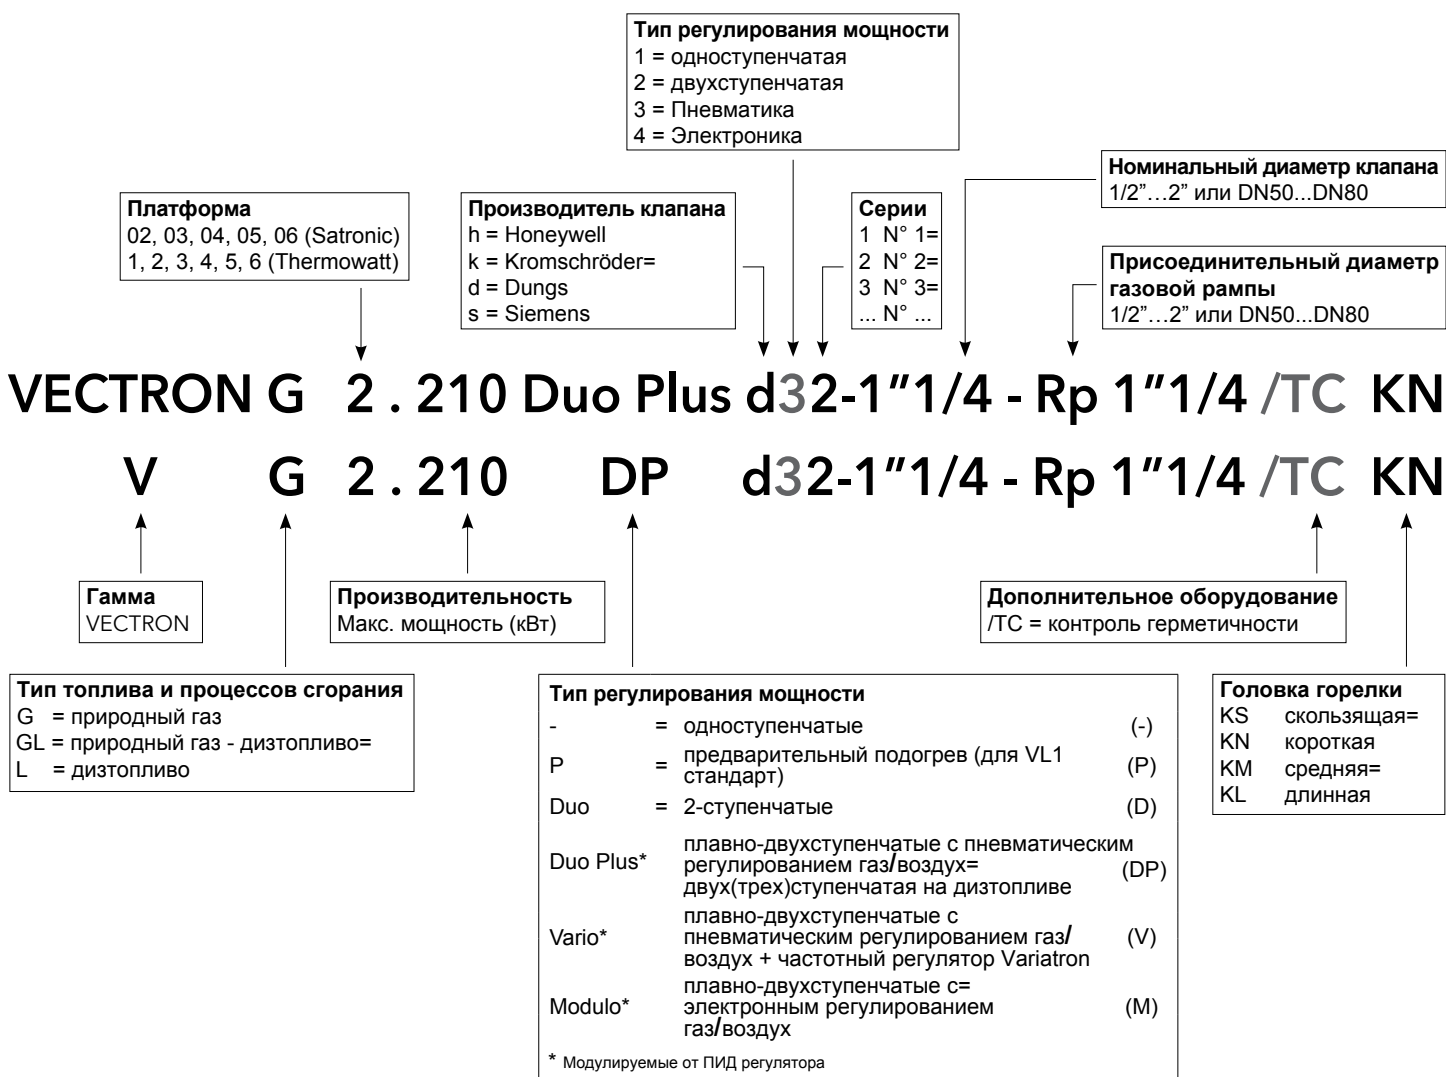 Тип регулирования мощности
1 = одноступенчатая
2 = двухступенчатая
3 = Пневматика
4 = Электроника
Платформа
02, 03, 04, 05, 06 (Satronic)
1, 2, 3, 4, 5, 6 (Thermowatt)
Производитель клапана
h = Honeywell
k = Kromschröder=
d = Dungs
s = Siemens
Серии
1 N° 1=
2 N° 2=
3 N° 3=
... N° ...
Номинальный диаметр клапана
1/2”…2” или DN50...DN80
Присоединительный диаметр
газовой рампы
1/2”…2” или DN50...DN80
VECTRON G 2 . 210 Duo Plus d32-1"1/4 - Rp 1"1/4 /TC KN
V G 2 . 210 DP d32-1"1/4 - Rp 1"1/4 /TC KN
Гамма
VECTRON
Производительность
Макс. мощность (кВт)
Дополнительное оборудование
/TC = контроль герметичности
Тип топлива и процессов сгорания
G = природный газ
GL = природный газ - дизтопливо=
L = дизтопливо
Тип регулирования мощности
- = одноступенчатые (-)
P = предварительный подогрев (для VL1
стандарт) (P)
Duo = 2-ступенчатые (D)
Duo Plus* плавно-двухступенчатые с пневматическим
регулированием газ/воздух=
двух(трех)ступенчатая на дизтопливе (DP)
Vario* плавно-двухступенчатые с
пневматическим регулированием газ/
воздух + частотный регулятор Variatron (V)
Modulo* плавно-двухступенчатые с=
электронным регулированием
газ/воздух (M)
* Модулируемые от ПИД регулятора
Головка горелки
KS скользящая=
KN короткая
KM средняя=
KL длинная